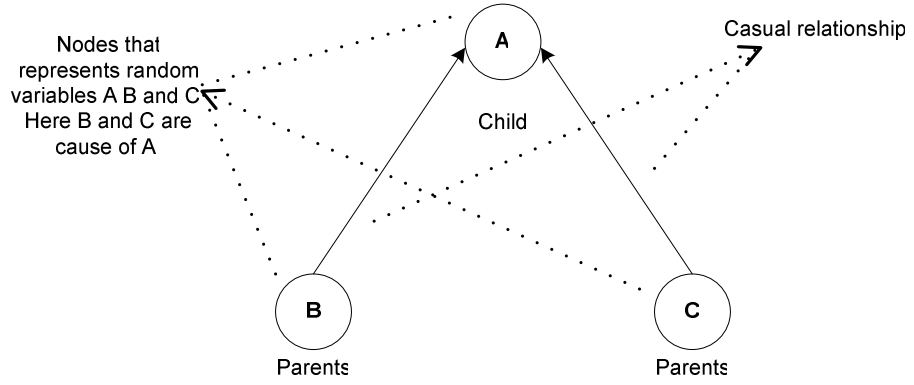 A
Casual relationship
Nodes that
represents random
variables A B and C
Here B and C are
cause of A
Child
B
C
Parents
Parents